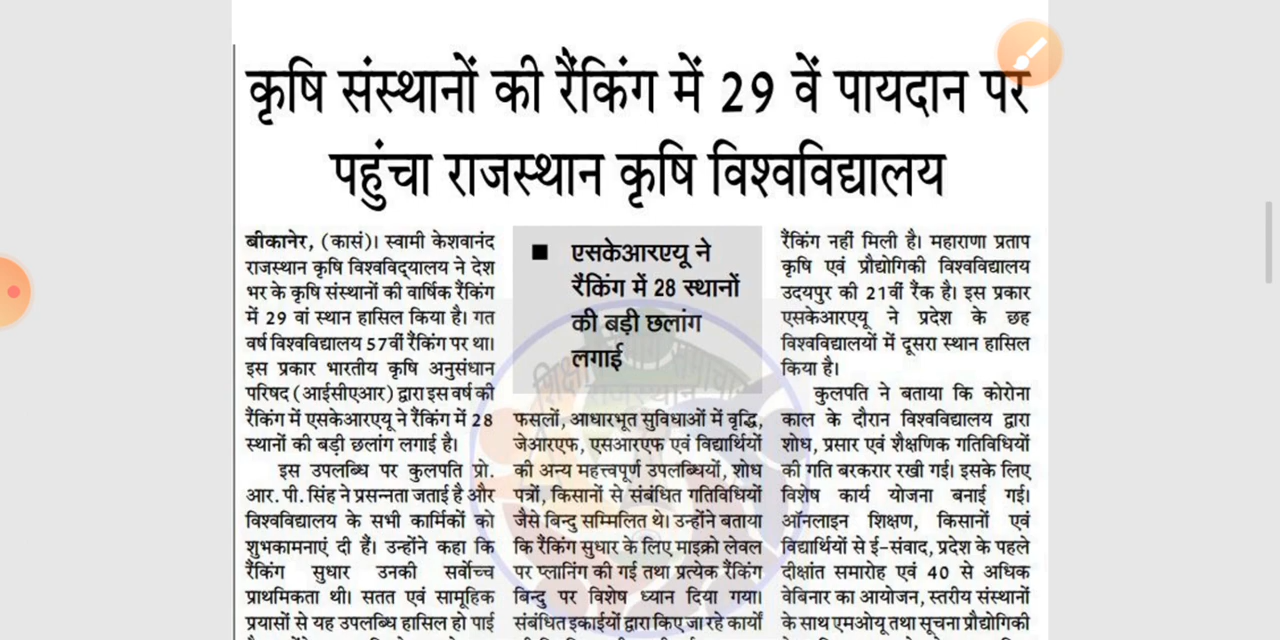 कृषि संस्थानों की रैंकिंग में 29 वें पायदान पर
पहुंचा राजस्थान कृषि विश्वविद्यालय
बीकानेर, (कासं)। स्वामी केशवानंद
राजस्थान कृषि विश्वविद्यालय ने देश
भर के कृषि संस्थानों की वार्षिक रैंकिंग
में 29 वां स्थान हासिल किया है। गत
वर्ष विश्वविद्यालय 57वीं रैंकिंग पर था।
इस प्रकार भारतीय कृषि अनुसंधान
परिषद (आईसीएआर) द्वारा इस वर्ष की
रैंकिंग में एसकेआरएयू ने रैंकिंग में 28
स्थानों की बड़ी छलांग लगाई है।
इस उपलब्धि पर कुलपति प्रो.
आर. पी. सिंह ने प्रसन्नता जताई है और
विश्वविद्यालय के सभी कार्मिकों को
शुभकामनाएं दी हैं। उन्होंने कहा कि
रैंकिंग सुधार उनकी सर्वोच्च
प्राथमिकता थी। सतत एवं सामूहिक
प्रयासों से यह उपलब्धि हासिल हो पाई
■ एसकेआरएयू ने
रैंकिंग में 28 स्थानों
की बड़ी छलांग
लगाई
फसलों, आधारभूत सुविधाओं में वृद्धि,
जेआरएफ, एसआरएफ एवं विद्यार्थियों
की अन्य महत्त्वपूर्ण उपलब्धियों, शोध
पत्रों, किसानों से संबंधित गतिविधियों
जैसे बिन्दु सम्मिलित थे। उन्होंने बताया
कि रैंकिंग सुधार के लिए माइक्रो लेवल
पर प्लानिंग की गई तथा प्रत्येक रैंकिंग
बिन्दु पर विशेष ध्यान दिया गया।
संबंधित इकाईयों द्वारा किए जा रहे कार्यों
रैंकिंग नहीं मिली है। महाराणा प्रताप
कृषि एवं प्रौद्योगिकी विश्वविद्यालय
उदयपुर की 21वीं रैंक है। इस प्रकार
एसकेआरएयू ने प्रदेश के छह
विश्वविद्यालयों में दूसरा स्थान हासिल
किया है।
कुलपति ने बताया कि कोरोना
काल के दौरान विश्वविद्यालय द्वारा
शोध, प्रसार एवं शैक्षणिक गतिविधियों
की गति बरकरार रखी गई। इसके लिए
विशेष कार्य योजना बनाई गई।
ऑनलाइन शिक्षण, किसानों एवं
विद्यार्थियों से ई-संवाद, प्रदेश के पहले
दीक्षांत समारोह एवं 40 से अधिक
वेबिनार का आयोजन, स्तरीय संस्थानों
के साथ एमओयू तथा सूचना प्रौद्योगिकी
शिक्षा
समाचार
राजस्थान